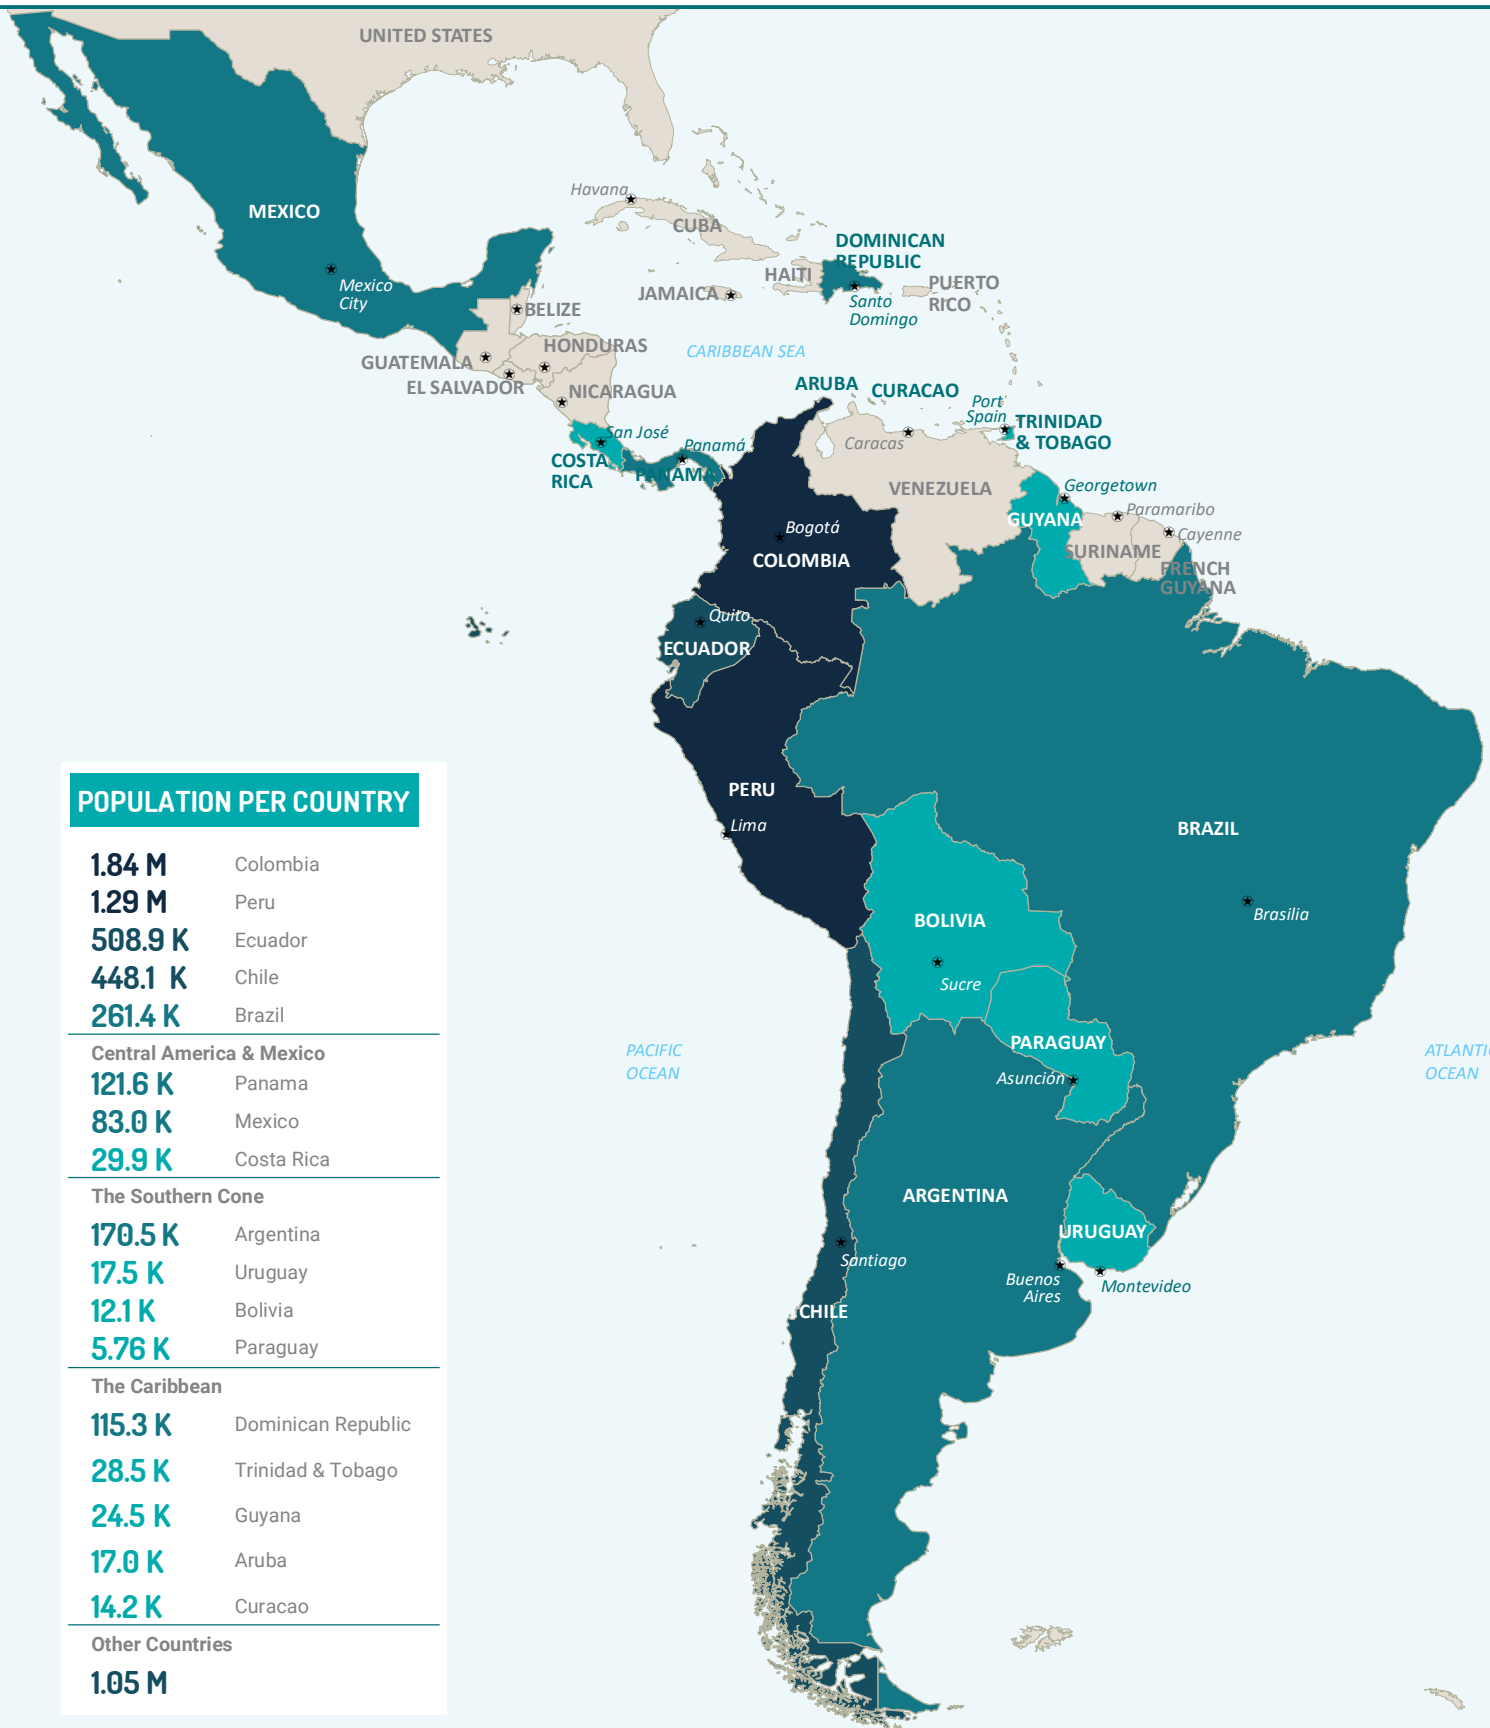 UNITED STATES
Havana
CUBA
MEXICO
DOMINICAN
REPUBLIC
HAITI
PUERTO
RICO
JAMAICA
Mexico
City
Santo
Domingo
BELIZE
HONDURAS
CARIBBEAN SEA
GUATEMALA
EL SALVADOR
NICARAGUA
ARUBA
CURACAO
Port
Spain
TRINIDAD
& TOBAGO
San José
Panamá
Caracas
COSTA
RICA
PANAMA
VENEZUELA
Georgetown
Paramaribo
GUYANA
Cayenne
Bogotá
COLOMBIA
SURINAME
FRENCH
GUYANA
Quito
ECUADOR
PERU
Lima
BRAZIL
Brasilia
BOLIVIA
Sucre
PARAGUAY
Asunción
PACIFIC
OCEAN
ATLANTIC
OCEAN
ARGENTINA
URUGUAY
Santiago
Buenos
Aires
Montevideo
CHILE
POPULATION PER COUNTRY
1.84 M Colombia
1.29 M Peru
508.9 K Ecuador
448.1 K Chile
261.4 K Brazil
Central America & Mexico
121.6 K Panama
83.0 K Mexico
29.9 K Costa Rica
The Southern Cone
170.5 K Argentina
17.5 K Uruguay
12.1 K Bolivia
5.76 K Paraguay
The Caribbean
115.3 K Dominican Republic
28.5 K Trinidad & Tobago
24.5 K Guyana
17.0 K Aruba
14.2 K Curacao
Other Countries
1.05 M